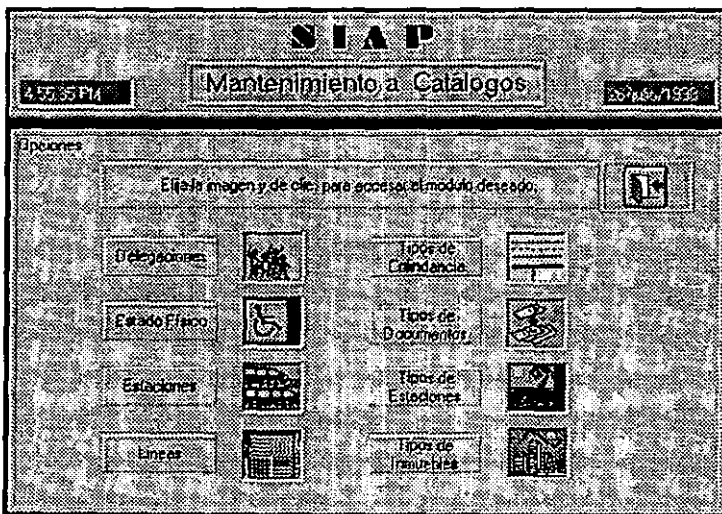 SIAP
Mantenimiento a Catálogos
Opciones
Elija la imagen y de clic, para accesar el modulo deseado.
Delegaciones
Tipos de
Colindancia
Estado Físico
Tipos de
Documentos
Estaciones
Tipos de
Estaciones
Líneas
Tipos de
Inmuebles